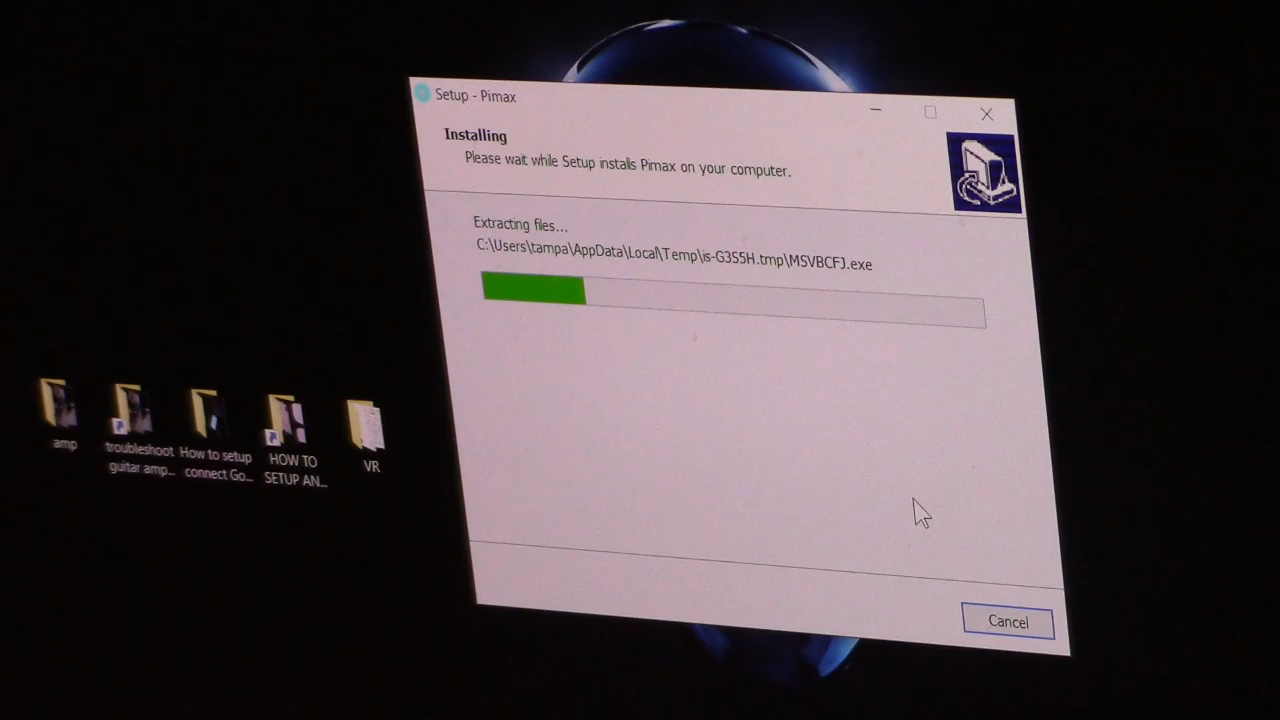 Setup - Pimax
Installing
Please wait while Setup installs Pimax on your computer.
Extracting files...
C:\Users\tampa\AppData\Local\Temp\is-G3S5H.tmp\MSVBCFJ.exe
Cancel
amp
troubleshoot
guitar amp...
How to setup
connect Go...
HOW TO
SETUP AN...
VR